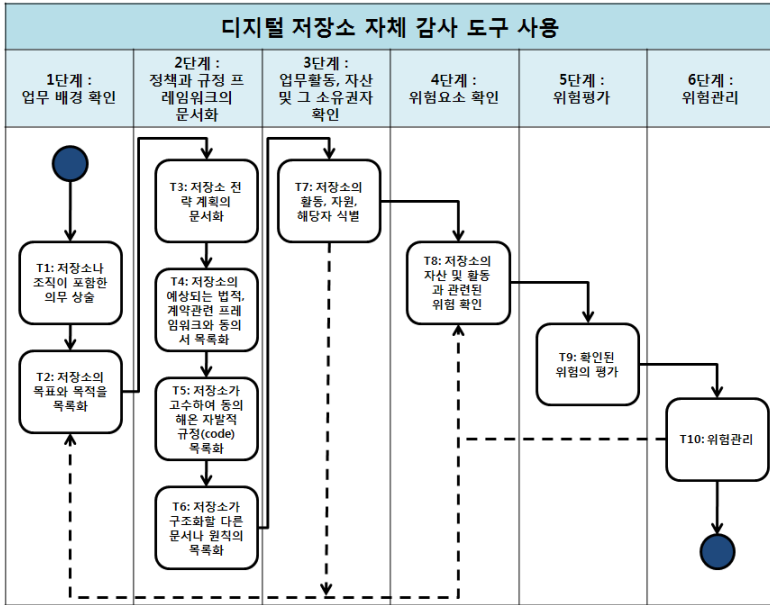 디지털 저장소 자체 감사 도구 사용
1단계 :
업무 배경 확인
2단계 :
정책과 규정 프
레임워크의
문서화
3단계 :
업무활동, 자산
및 그 소유권자
확인
4단계 :
위험요소 확인
5단계 :
위험평가
6단계 :
위험관리
T1: 저장소나
조직이 포함한
의무 상술
T2: 저장소의
목표와 목적을
목록화
T3: 저장소 전
략 계획의
문서화
T4: 저장소의
예상되는 법적,
계약관련 프레
임워크와 동의
서 목록화
T5: 저장소가
고수하여 동의
해온 자발적
규정(code)
목록화
T6: 저장소가
구조화할 다른
문서나 원칙의
목록화
T7: 저장소의
활동, 자원,
해당자 식별
T8: 저장소의
자산 및 활동
과 관련된
위험 확인
T9: 확인된
위험의 평가
T10: 위험관리